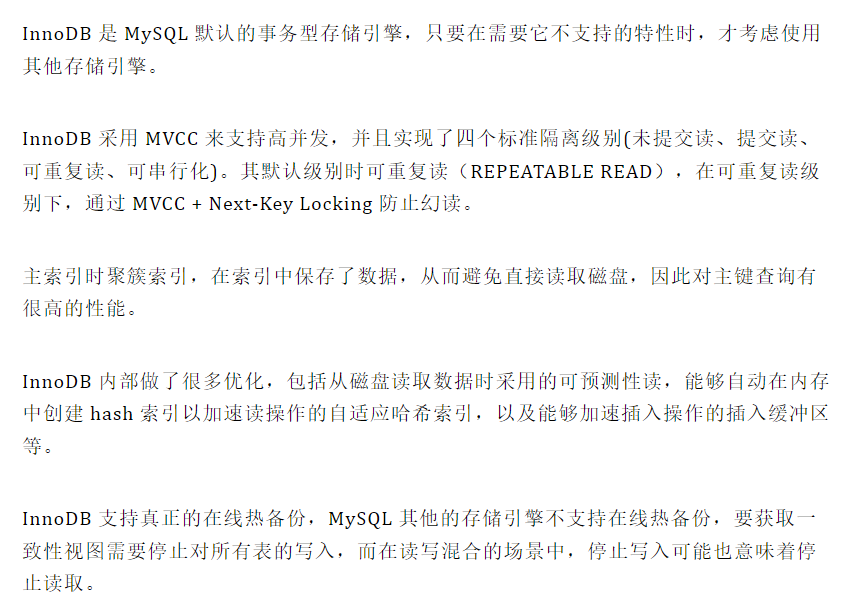 InnoDB 是 MySQL 默认的事务型存储引擎，只要在需要它不支持的特性时，才考虑使用
其他存储引擎。
InnoDB 采用 MVCC 来支持高并发，并且实现了四个标准隔离级别(未提交读、提交读、
可重复读、可串行化)。其默认级别时可重复读（REPEATABLE READ），在可重复读级
别下，通过 MVCC + Next-Key Locking 防止幻读。
主索引时聚簇索引，在索引中保存了数据，从而避免直接读取磁盘，因此对主键查询有
很高的性能。
InnoDB 内部做了很多优化，包括从磁盘读取数据时采用的可预测性读，能够自动在内存
中创建 hash 索引以加速读操作的自适应哈希索引，以及能够加速插入操作的插入缓冲区
等。
InnoDB 支持真正的在线热备份，MySQL 其他的存储引擎不支持在线热备份，要获取一
致性视图需要停止对所有表的写入，而在读写混合的场景中，停止写入可能也意味着停
止读取。